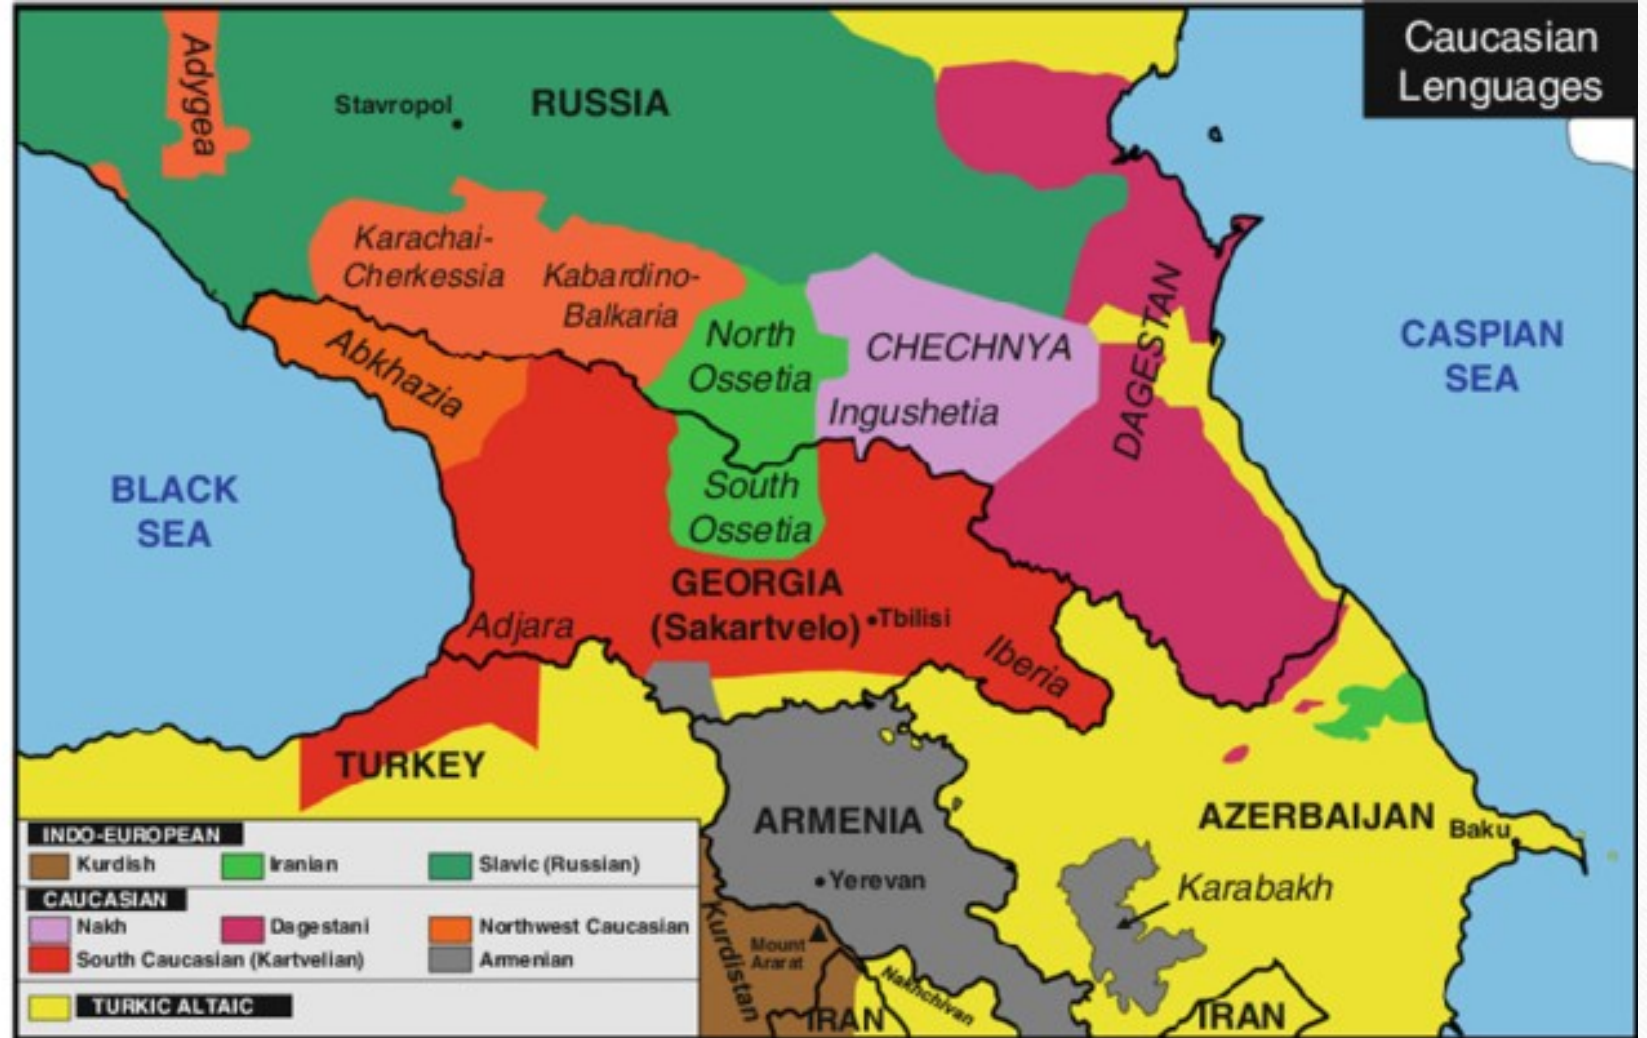 Caucasian
Lenguages
Adygea
Stavropol
RUSSIA
Karachai-
Cherkessia
Kabardino-
Balkaria
North
Ossetia
CHECHNYA
Ingushetia
DAGESTAN
CASPIAN
SEA
Abkhazia
BLACK
SEA
South
Ossetia
GEORGIA
(Sakartvelo)
Tbilisi
Adjara
Iberia
TURKEY
ARMENIA
Yerevan
AZERBAIJAN
Baku
Karabakh
Kurdistan
Mount
Ararat
Nakhchivan
IRAN
IRAN
INDO-EUROPEAN
Kurdish
Iranian
Slavic (Russian)
CAUCASIAN
Nakh
Dagestani
Northwest Caucasian
South Caucasian (Kartvelian)
Armenian
TURKIC ALTAIC